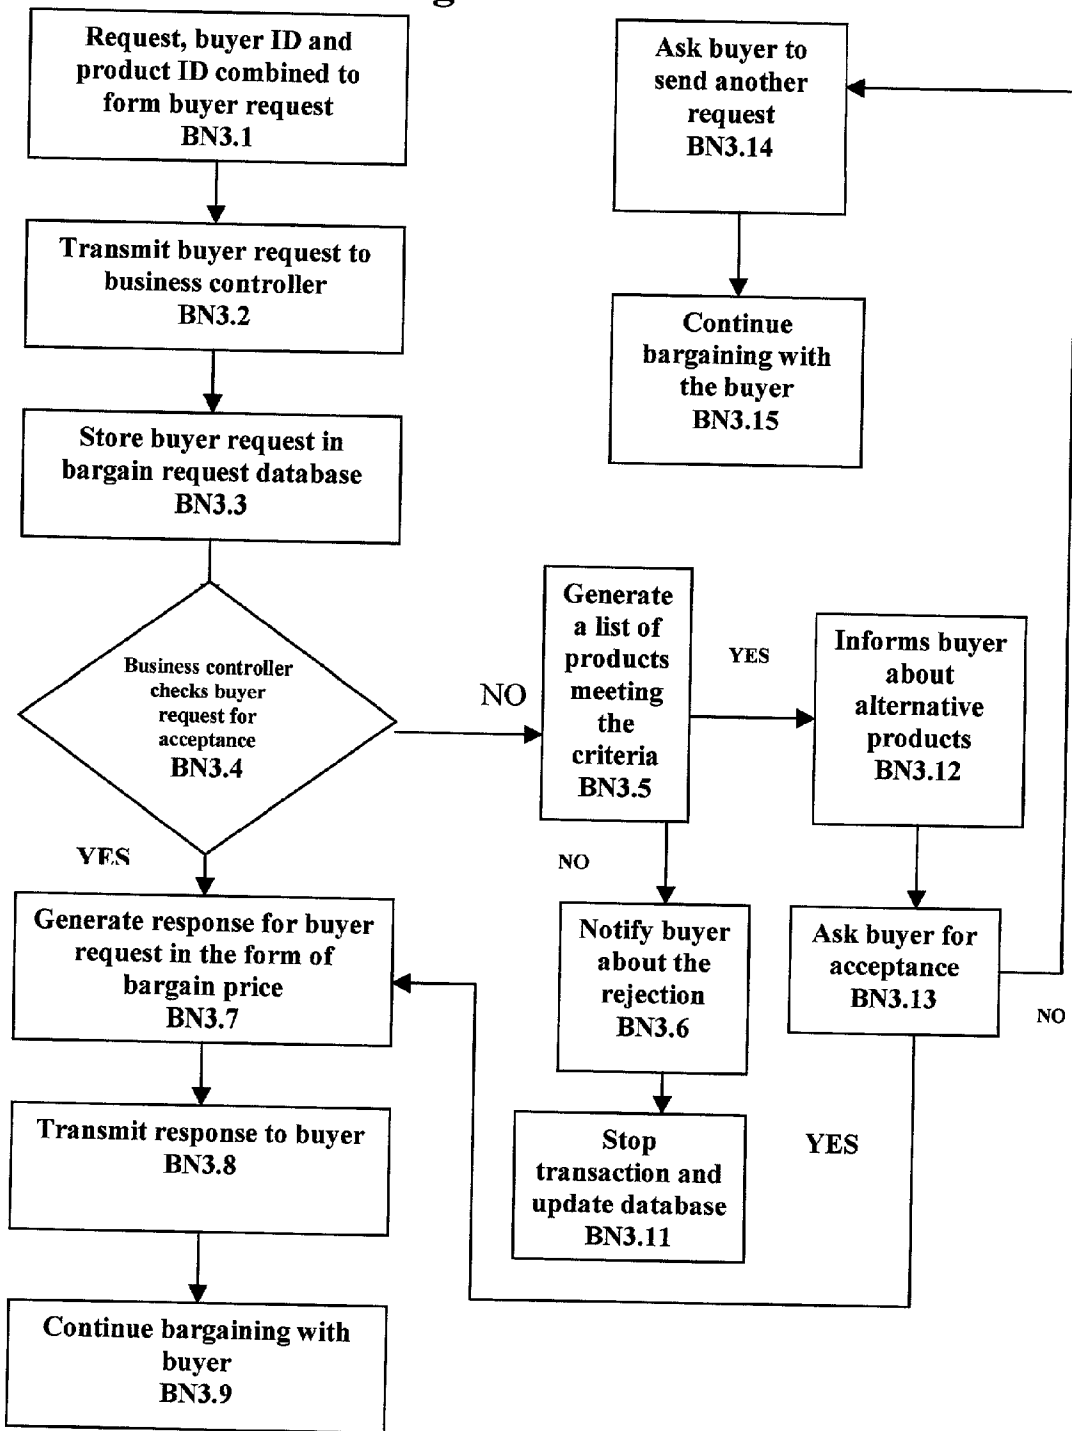 Request, buyer ID and
product ID combined to
form buyer request
BN3.1
Transmit buyer request to
business controller
BN3.2
Store buyer request in
bargain request database
BN3.3
Business controller
checks buyer
request for
acceptance
BN3.4
NO
YES
Generate response for buyer
request in the form of
bargain price
BN3.7
Transmit response to buyer
BN3.8
Continue bargaining with
buyer
BN3.9
Generate
a list of
products
meeting
the
criteria
BN3.5
YES
NO
Notify buyer
about the
rejection
BN3.6
Stop
transaction and
update database
BN3.11
Informs buyer
about
alternative
products
BN3.12
Ask buyer for
acceptance
BN3.13
NO
YES
Ask buyer to
send another
request
BN3.14
Continue
bargaining with
the buyer
BN3.15